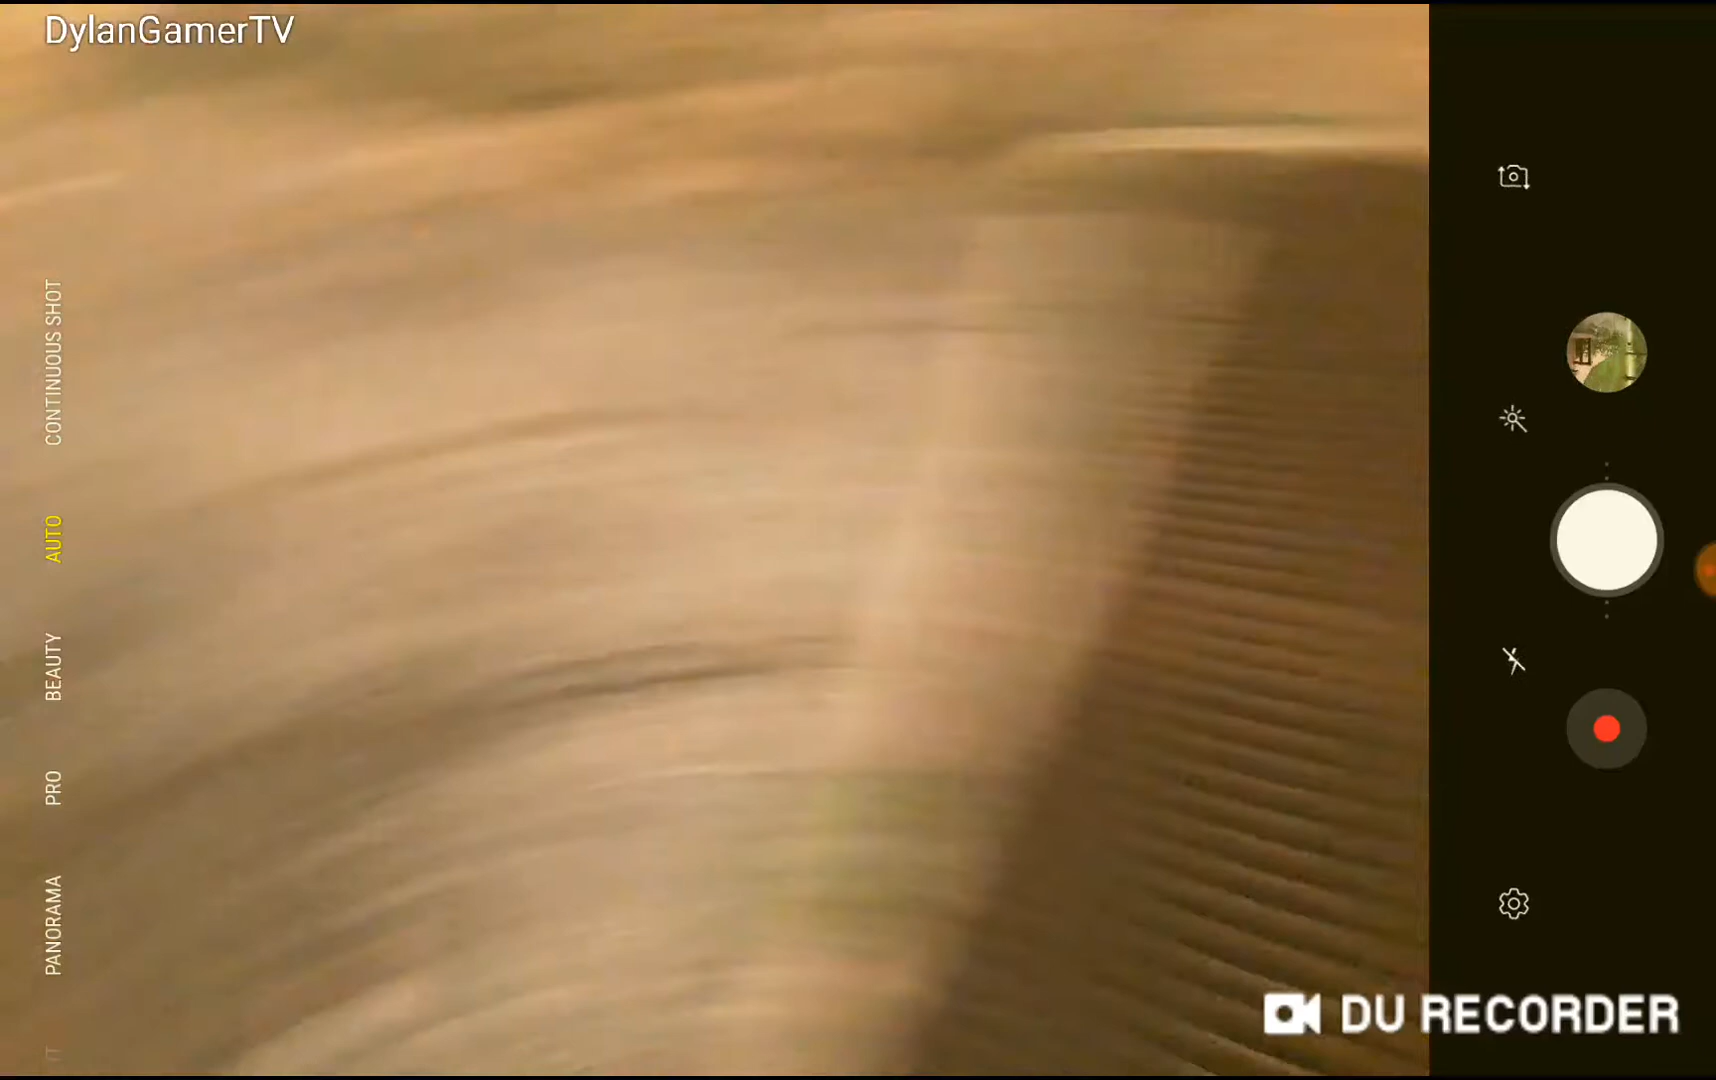 DylanGamerTV
CONTINUOUS SHOT
AUTO
BEAUTY
PRO
PANORAMA
DU RECORDER